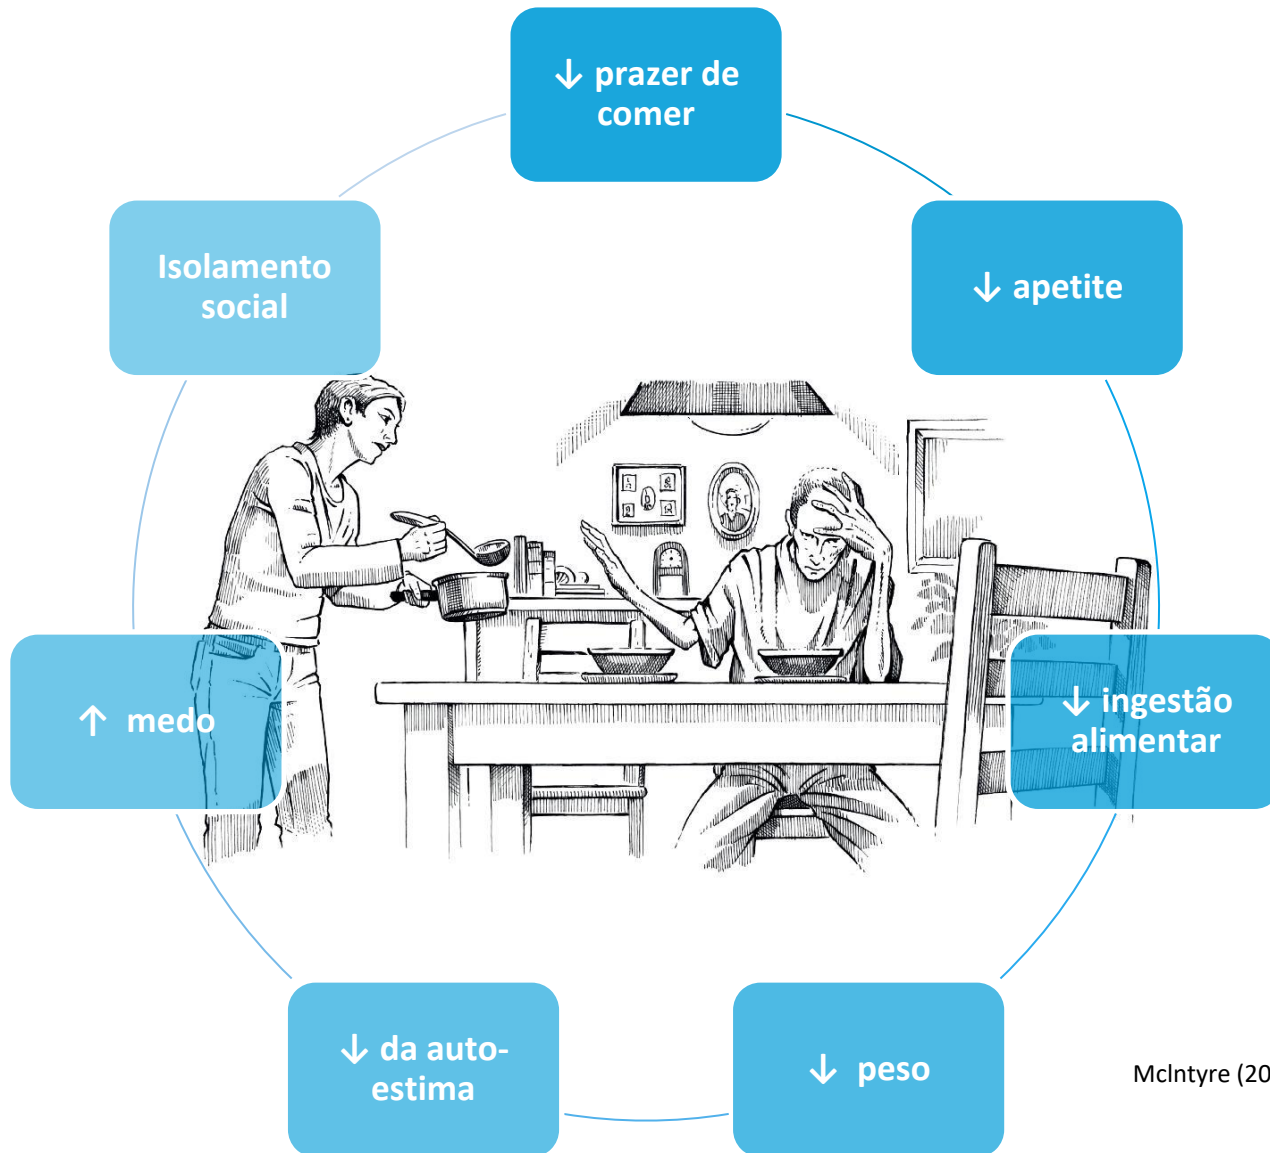 ↓ prazer de
comer
↓ apetite
↓ ingestão
alimentar
↓ peso
↓ da auto-
estima
↑ medo
Isolamento
social
McIntyre (20